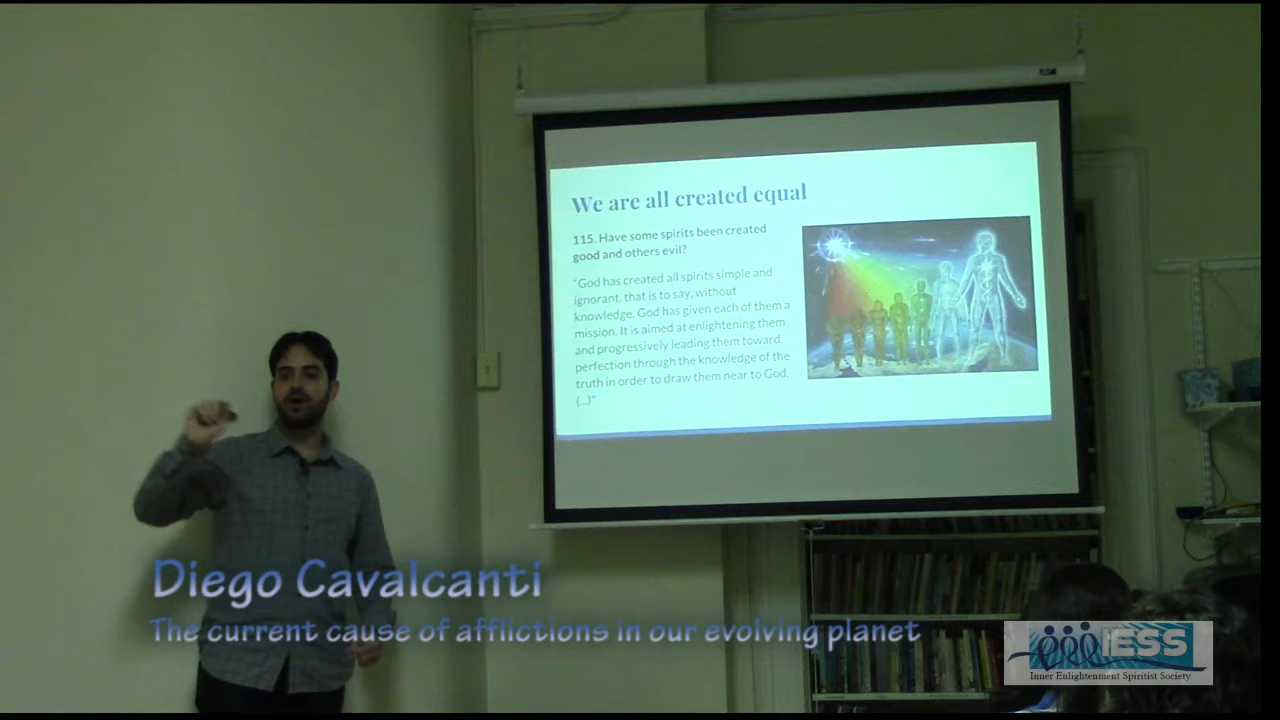 We are all created equal
115. Have some spirits been created
good and others evil?
"God has created all spirits simple and
ignorant, that is to say, without
knowledge. God has given each of them a
mission. It is aimed at enlightening them
and progressively leading them toward
perfection through the knowledge of the
truth in order to draw them near to God.
(...)"
Diego Cavalcanti
The current cause of afflictions in our evolving planet
IESS
Inner Enlightenment Spiritist Society